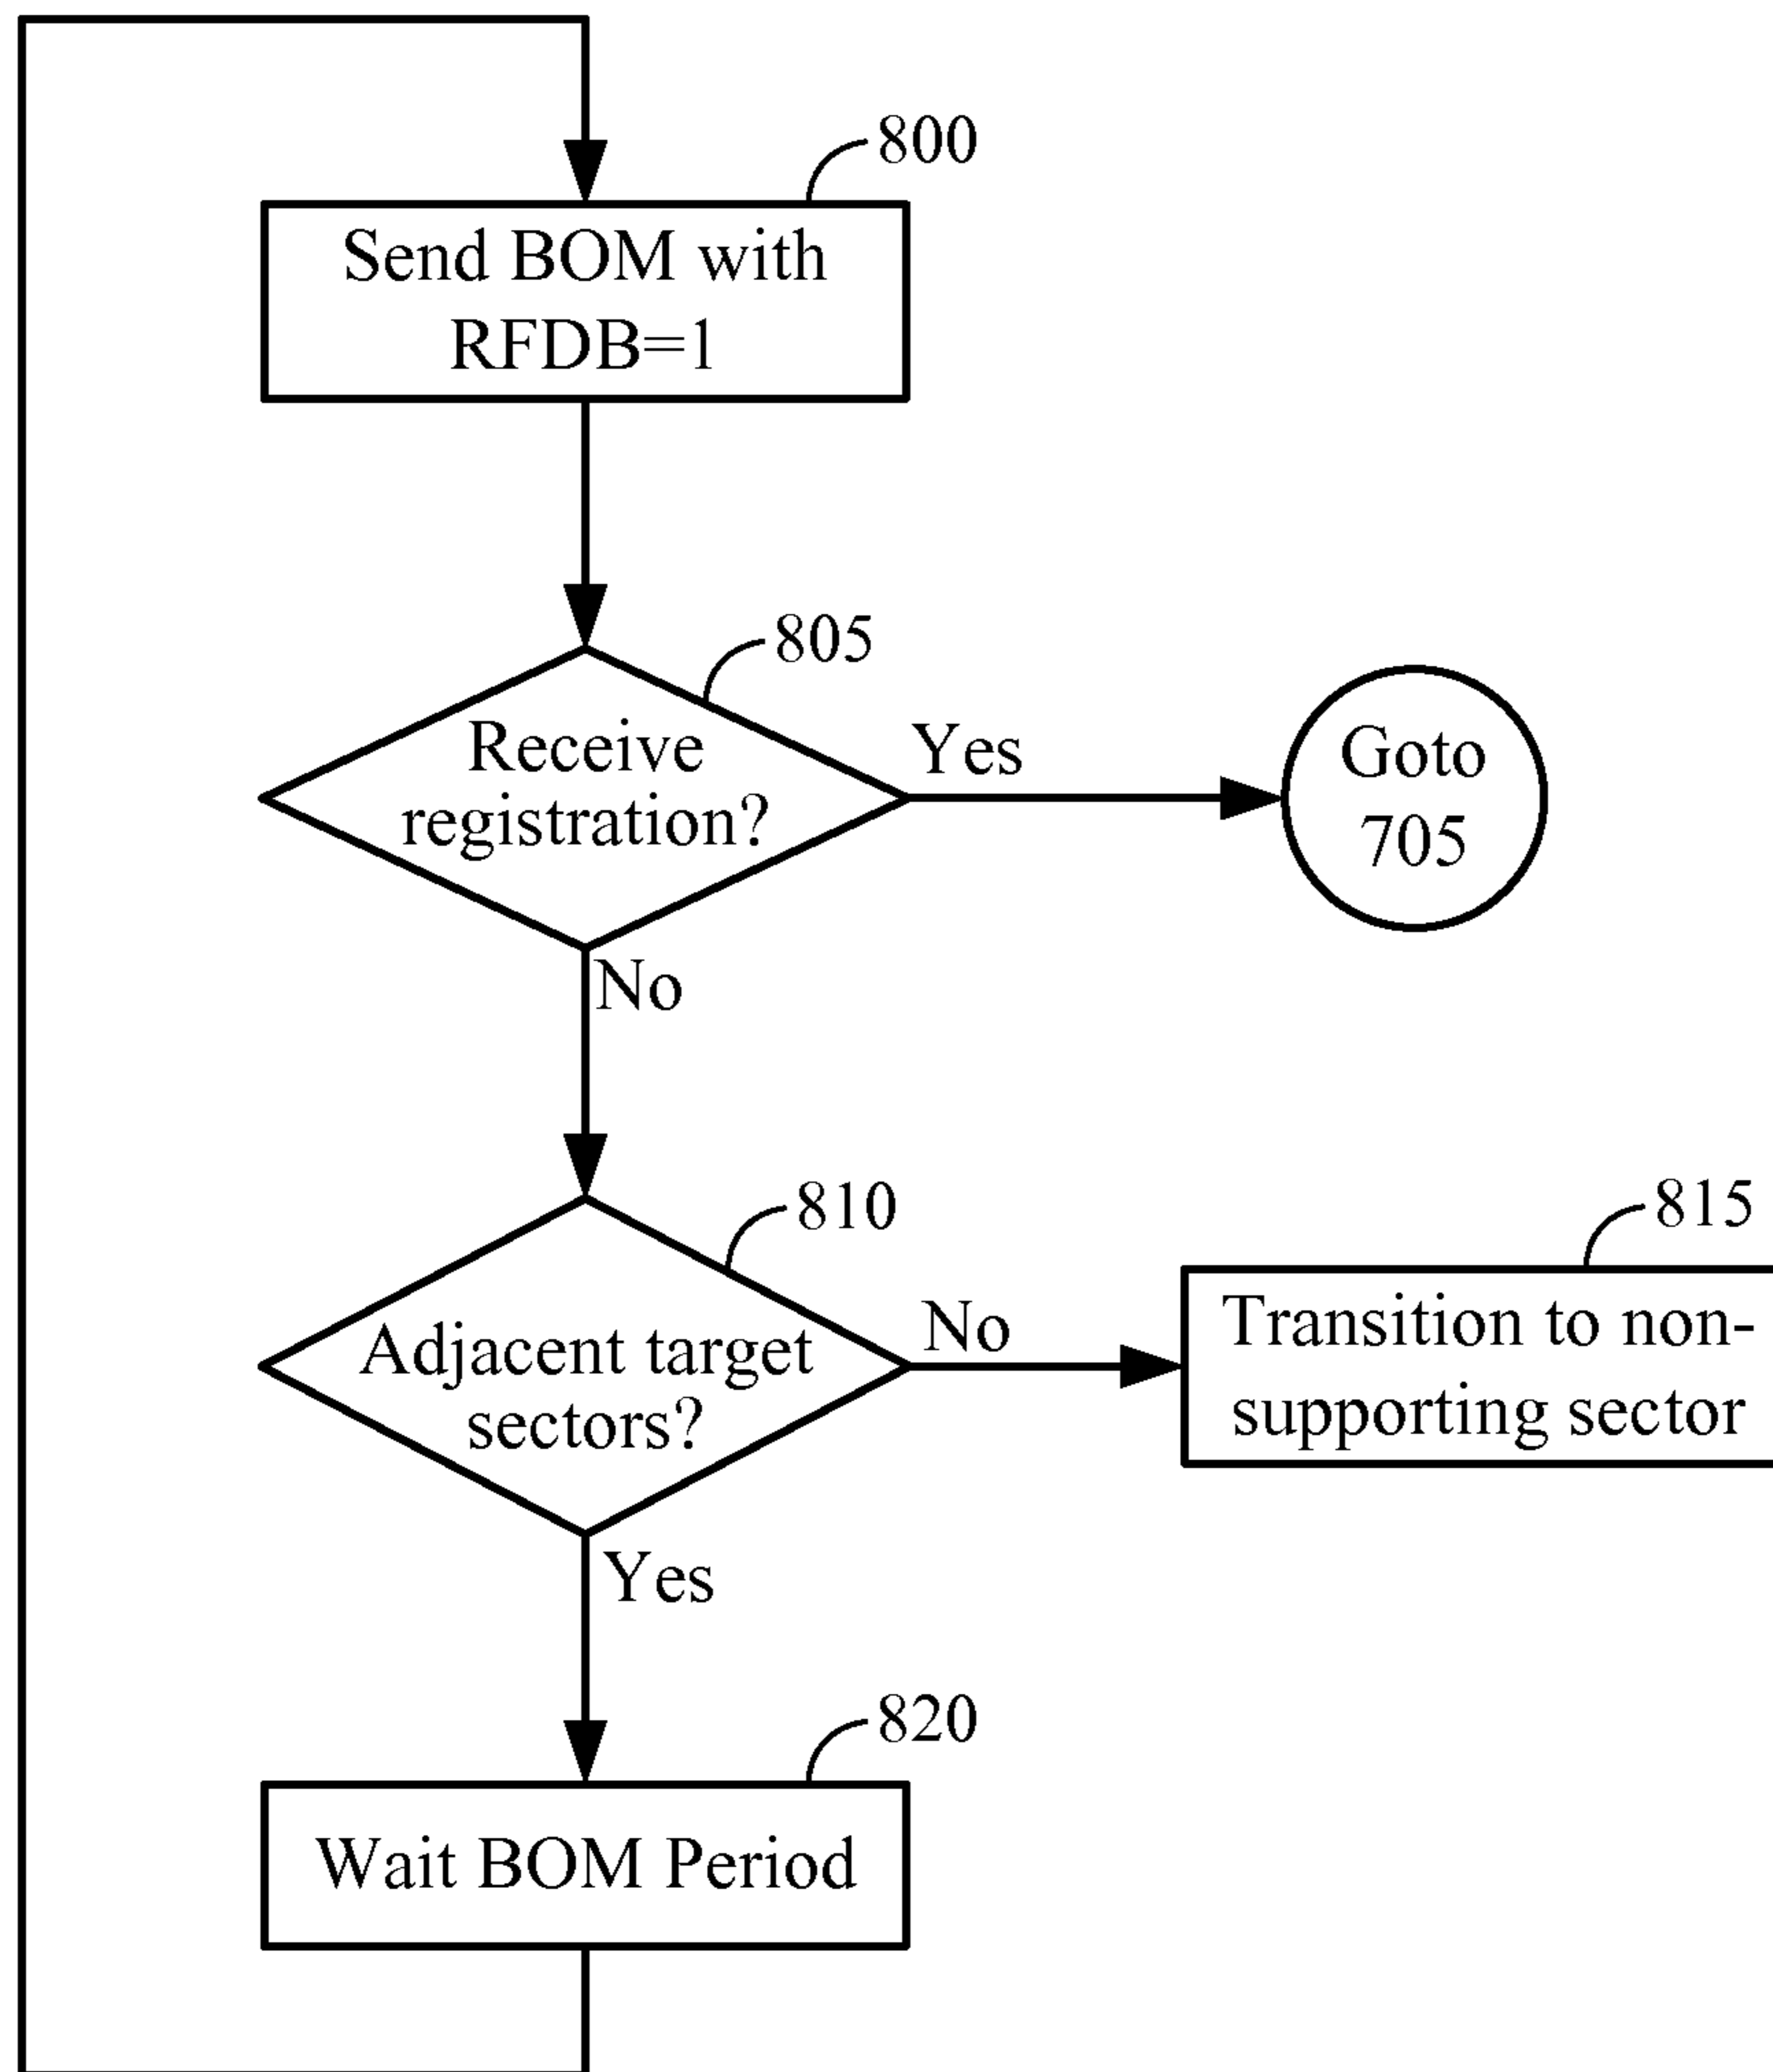 800
Send BOM with
RFDB=1
805
Receive
registration?
Yes
Goto
705
No
810
Adjacent target
sectors?
No
815
Transition to non-
supporting sector
Yes
820
Wait BOM Period